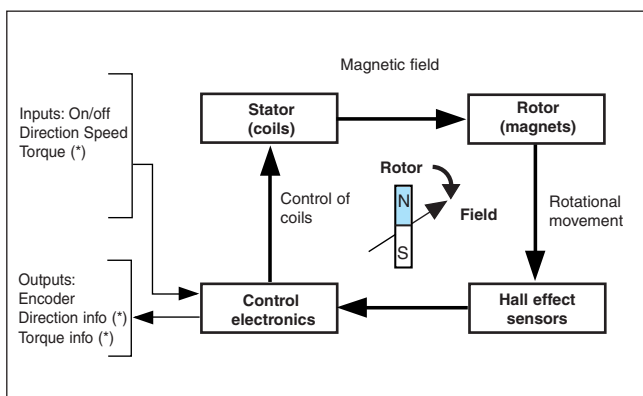 Magnetic field
Inputs: On/off
Direction Speed
Torque (*)
Stator
(coils)
Rotor
(magnets)
Control of
coils
Rotor
N
Field
S
Rotational
movement
Outputs:
Encoder
Direction info (*)
Torque info (*)
Control
electronics
Hall effect
sensors